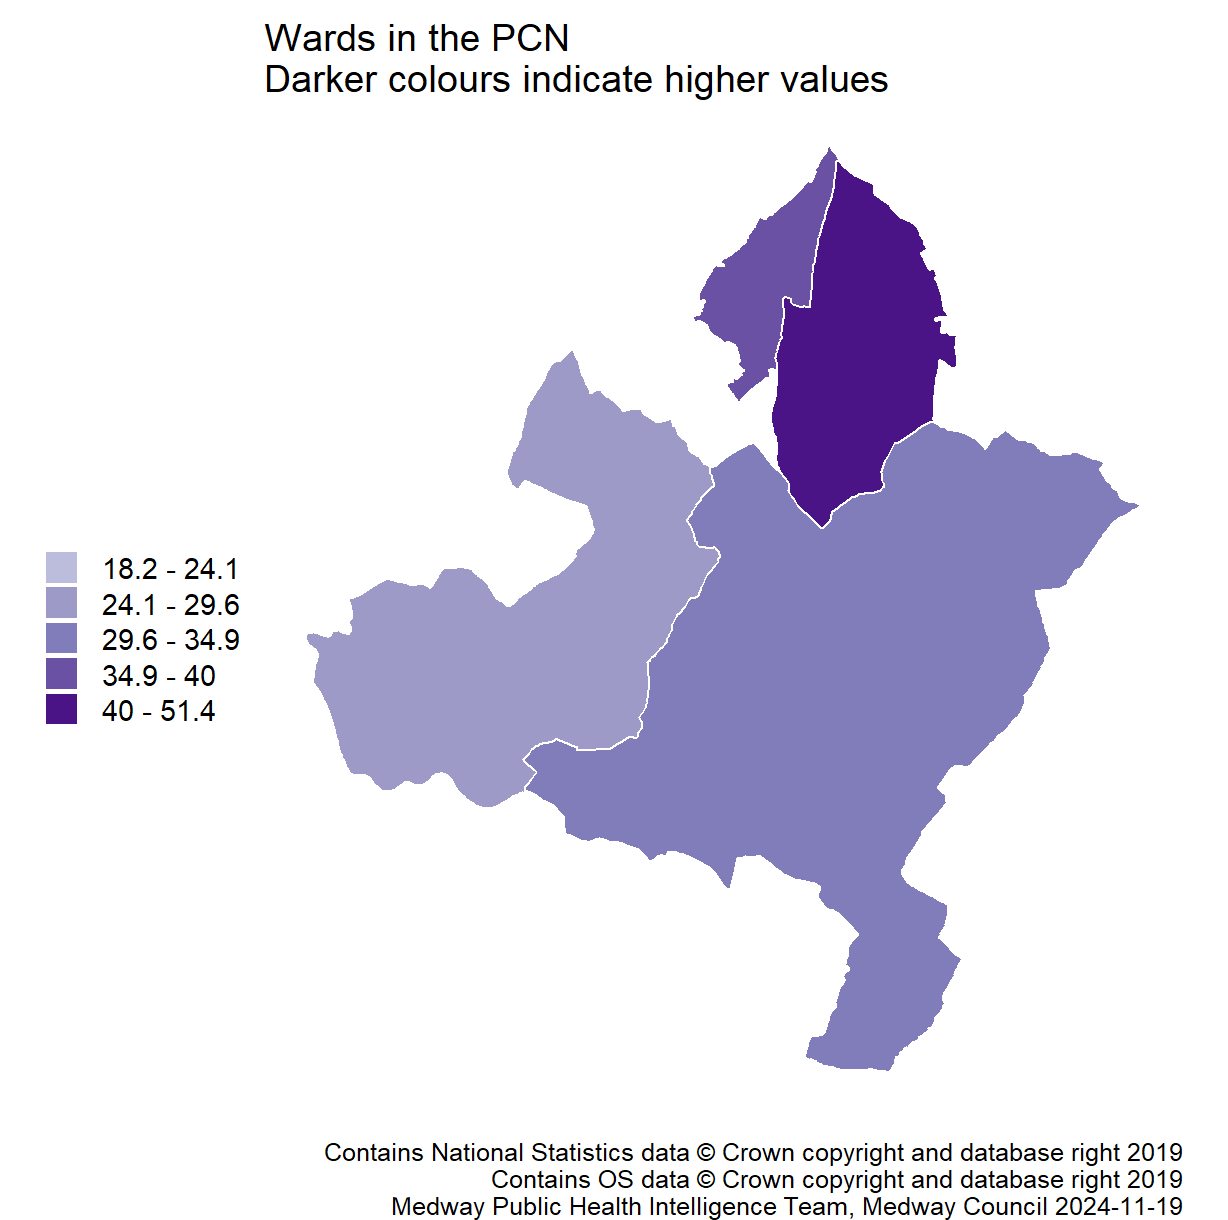 Wards in the PCN
Darker colours indicate higher values
18.2 - 24.1
24.1 - 29.6
29.6 - 34.9
34.9 - 40
40 - 51.4
Contains National Statistics data © Crown copyright and database right 2019
Contains OS data © Crown copyright and database right 2019
Medway Public Health Intelligence Team, Medway Council 2024-11-19